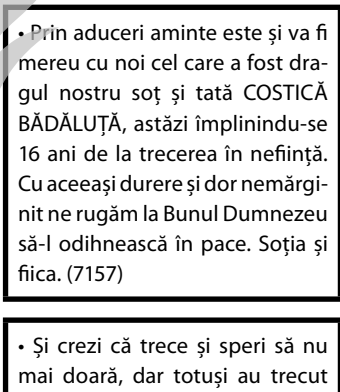 • Prin aduceri aminte este și va fi
mereu cu noi cel care a fost dra-
gul nostru soț și tată COSTICĂ
BĂDĂLUȚĂ, astăzi împlinindu-se
16 ani de la trecerea în neființă.
Cu aceeași durere și dor nemărgi-
nit ne rugăm la Bunul Dumnezeu
să-l odihnească în pace. Soția și
fiica. (7157)
• Și crezi că trece și speri să nu
mai doară, dar totuși au trecut